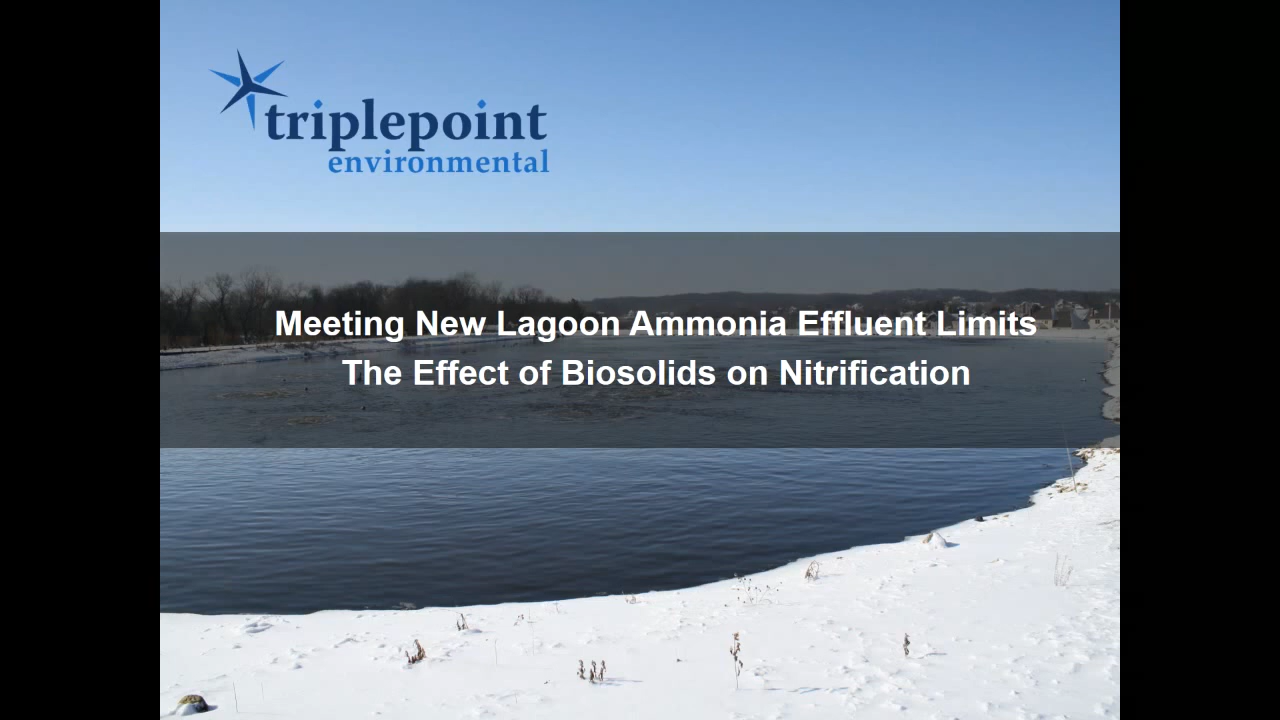 triplepoint
environmental
Meeting New Lagoon Ammonia Effluent Limits
The Effect of Biosolids on Nitrification